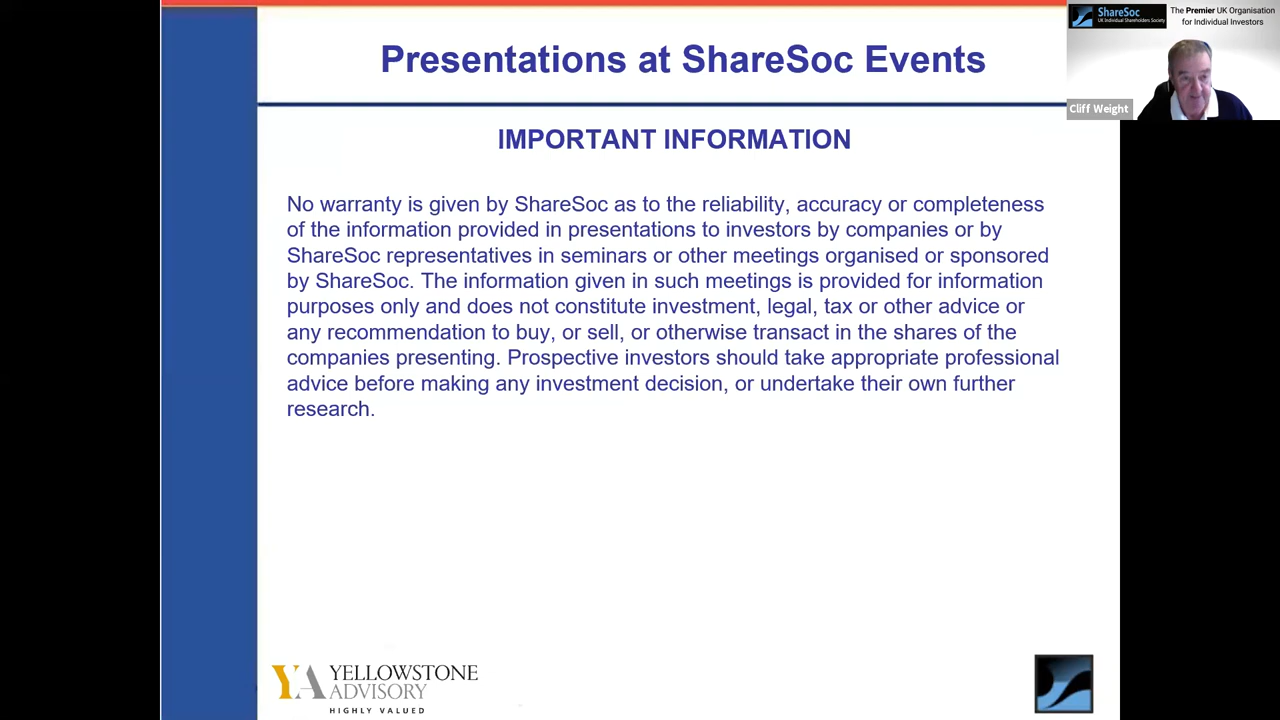 Presentations at ShareSoc Events
ShareSoc
UK Individual Shareholders Society
The Premier UK Organisation
for Individual Investors
Cliff Weight
IMPORTANT INFORMATION
No warranty is given by ShareSoc as to the reliability, accuracy or completeness
of the information provided in presentations to investors by companies or by
ShareSoc representatives in seminars or other meetings organised or sponsored
by ShareSoc. The information given in such meetings is provided for information
purposes only and does not constitute investment, legal, tax or other advice or
any recommendation to buy, or sell, or otherwise transact in the shares of the
companies presenting. Prospective investors should take appropriate professional
advice before making any investment decision, or undertake their own further
research.
YA YELLOWSTONE
ADVISORY
HIGHLY VALUED